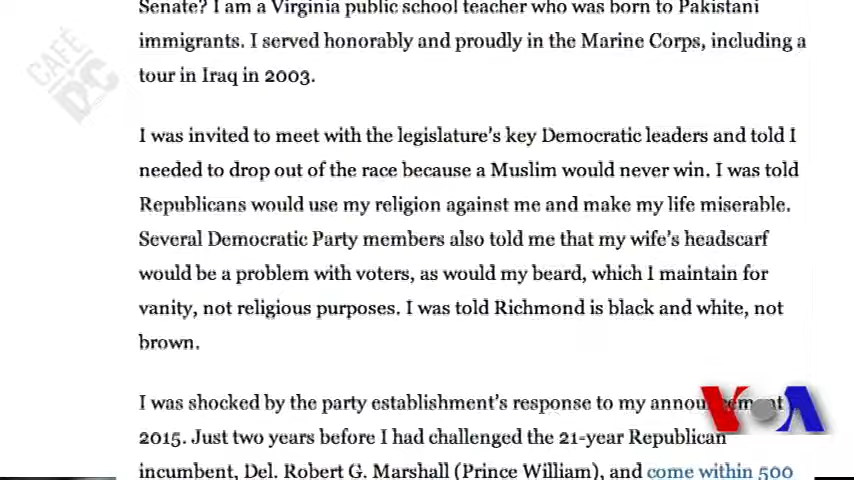 Senate? I am a Virginia public school teacher who was born to Pakistani
immigrants. I served honorably and proudly in the Marine Corps, including a
tour in Iraq in 2003.
I was invited to meet with the legislature's key Democratic leaders and told I
needed to drop out of the race because a Muslim would never win. I was told
Republicans would use my religion against me and make my life miserable.
Several Democratic Party members also told me that my wife's headscarf
would be a problem with voters, as would my beard, which I maintain for
vanity, not religious purposes. I was told Richmond is black and white, not
brown.
I was shocked by the party establishment's response to my announcement
2015. Just two years before I had challenged the 21-year Republican
incumbent, Del. Robert G. Marshall (Prince William), and come within 500
CAFÉ
DC
VOA